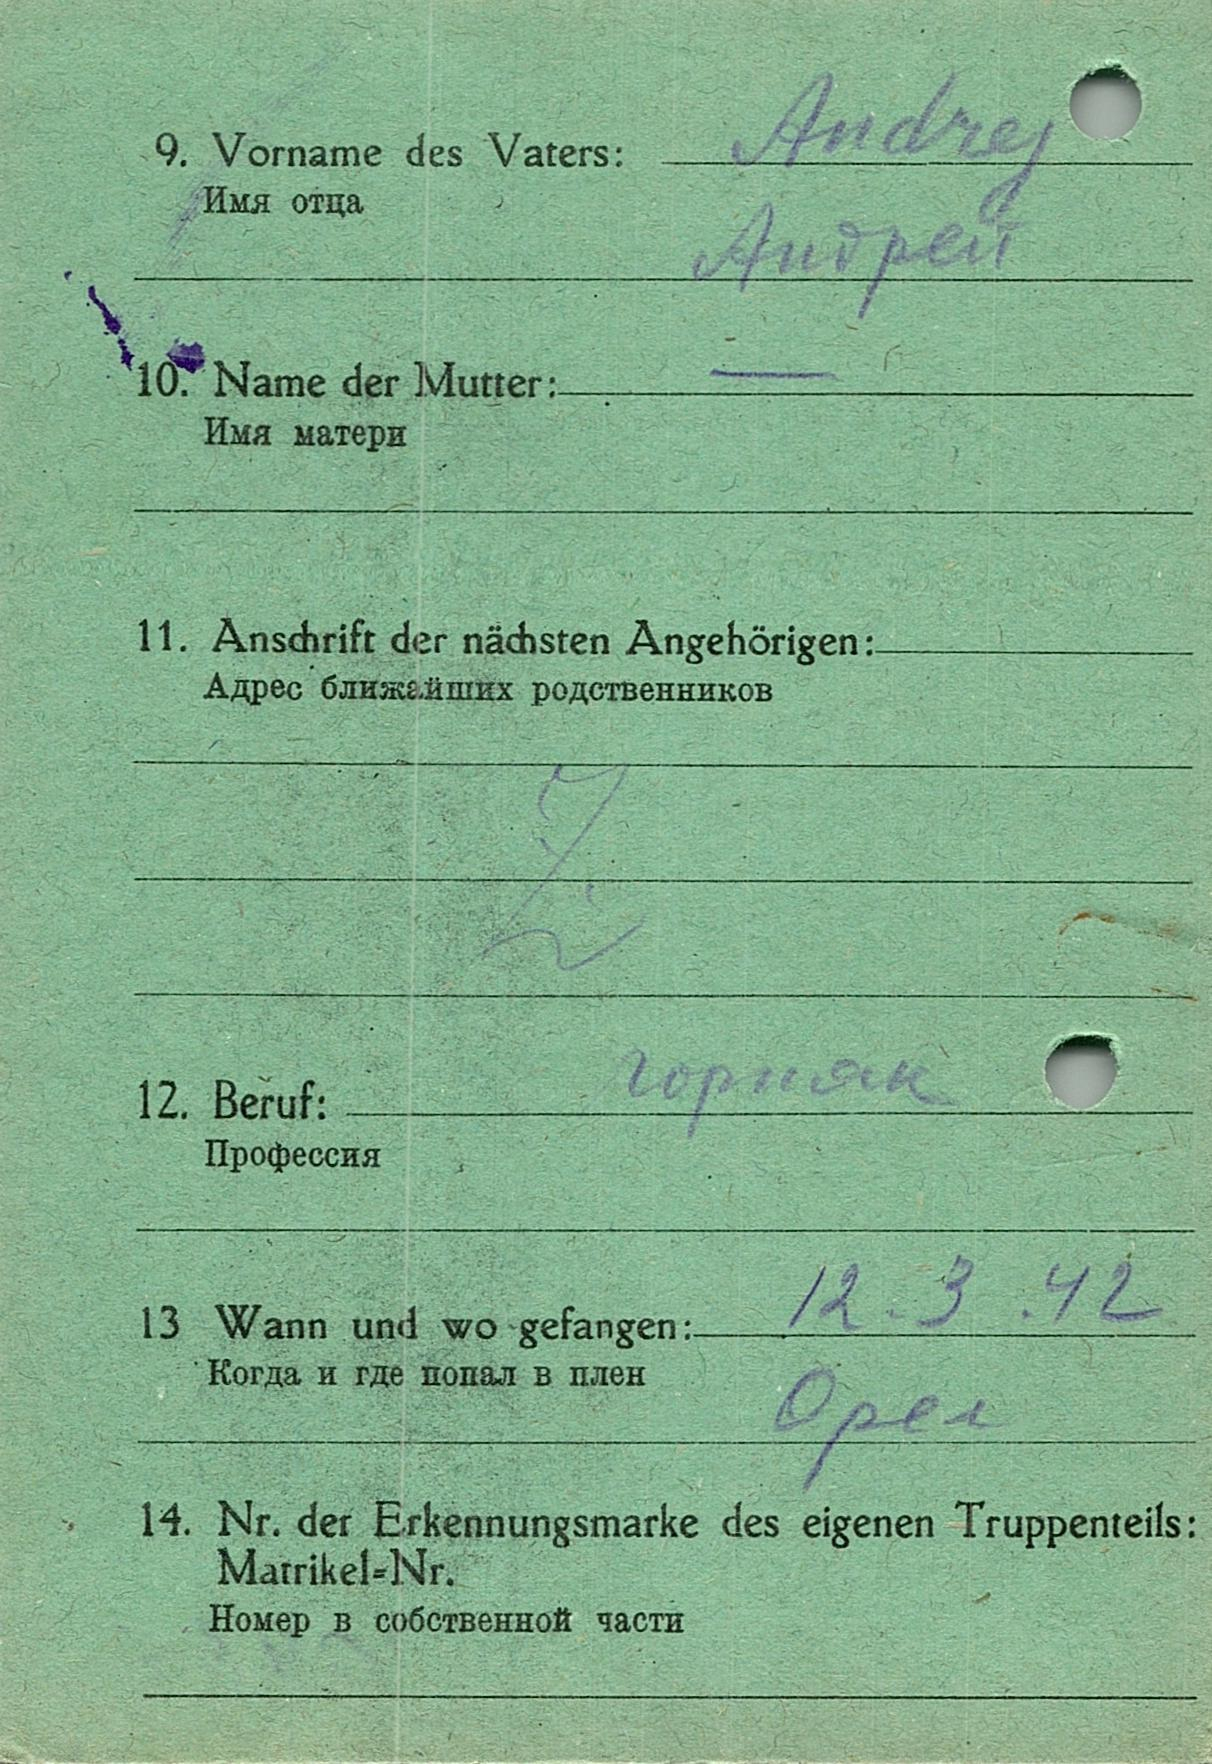 9. Vorname des Vaters: Andrej
Имя отца
Андрей
10. Name der Mutter: —
Имя матери
11. Anschrift der nächsten Angehörigen:
Адрес ближайших родственников
12. Beruf: горняк
Профессия
13 Wann und wo gefangen: 12.3.42
Когда и где попал в плен
Орел
14. Nr. der Erkennungsmarke des eigenen Truppenteils:
Matrikel=Nr.
Номер в собственной части